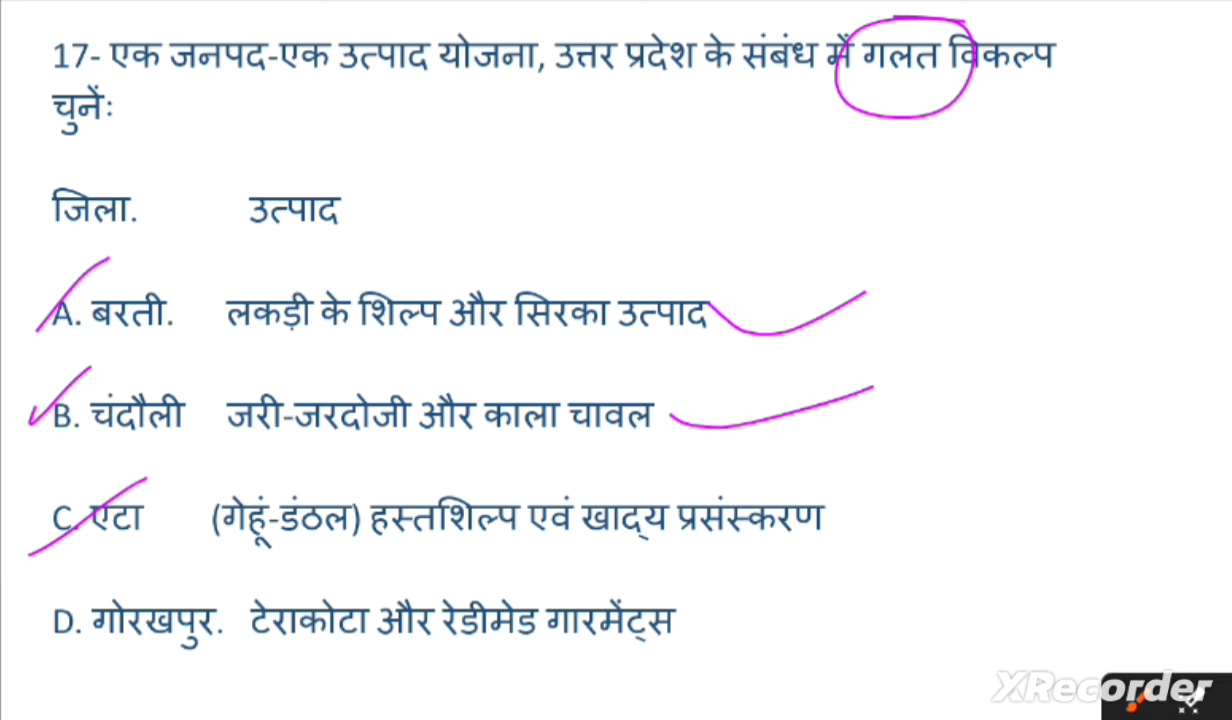 17- एक जनपद-एक उत्पाद योजना, उत्तर प्रदेश के संबंध में गलत विकल्प
चुनें:
जिला. उत्पाद
A. बरती. लकड़ी के शिल्प और सिरका उत्पाद
B. चंदौली जरी-जरदोजी और काला चावल
C. एटा (गेहूं-डंठल) हस्तशिल्प एवं खाद्य प्रसंस्करण
D. गोरखपुर. टेराकोटा और रेडीमेड गारमेंट्स
XRecorder